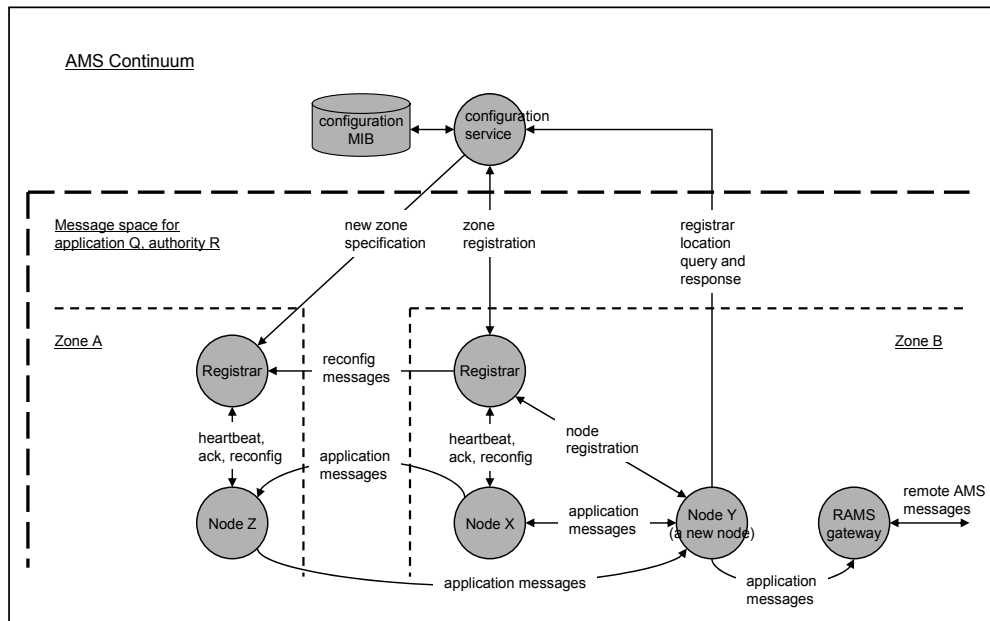 AMS Continuum
configuration
MIB
configuration
service
Message space for
application Q, authority R
new zone
specification
zone
registration
registrar
location
query and
response
Zone A
Zone B
Registrar
reconfig
messages
Registrar
heartbeat,
ack, reconfig
application
messages
heartbeat,
ack, reconfig
node
registration
Node Z
Node X
application
messages
Node Y
(a new node)
RAMS
gateway
remote AMS
messages
application messages
application
messages